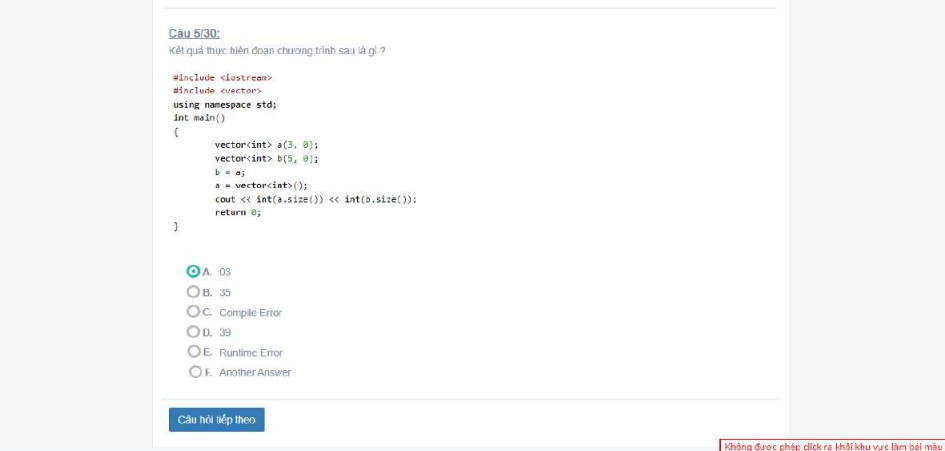 Câu 5/30:
Kết quả thực hiện đoạn chương trình sau là gì ?
#include <iostream>
#include <vector>
using namespace std;
int main()
{
vector<int> a(3, 0);
vector<int> b(5, 0);
b = a;
a = vector<int>();
cout << int(a.size()) << int(b.size());
return 0;
}
A. 03
B. 35
C. Compile Error
D. 39
E. Runtime Error
F. Another Answer
Câu hỏi tiếp theo
Không được phép click ra khỏi khu vực làm bài màu